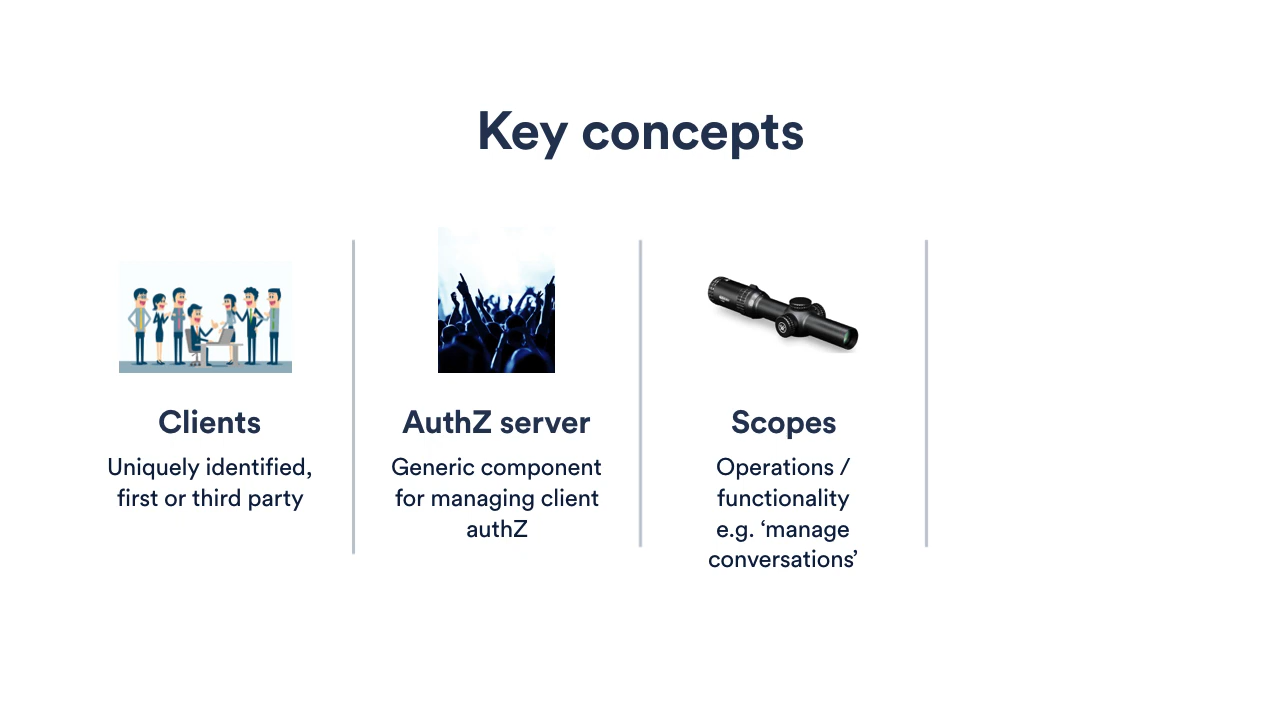 Key concepts
Clients
Uniquely identified,
first or third party
AuthZ server
Generic component
for managing client
authZ
Scopes
Operations /
functionality
e.g. ‘manage
conversations’